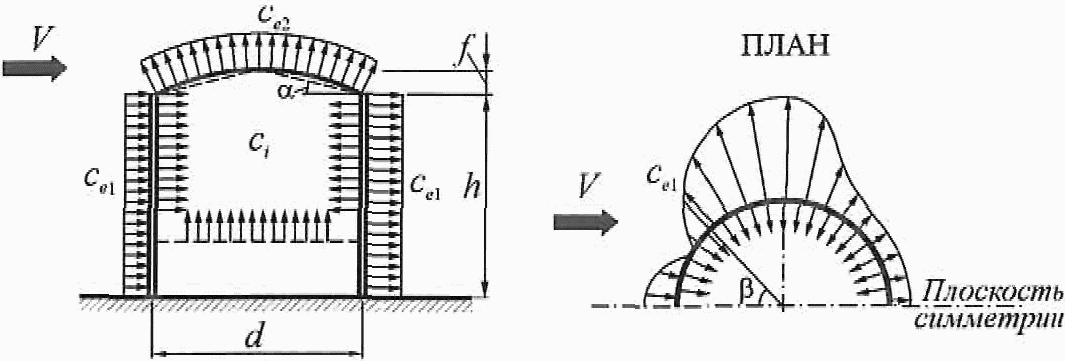 c_e2
V
f
α
c_i
c_e1
c_e1
h
d
ПЛАН
c_e1
V
β
Плоскость
симметрии